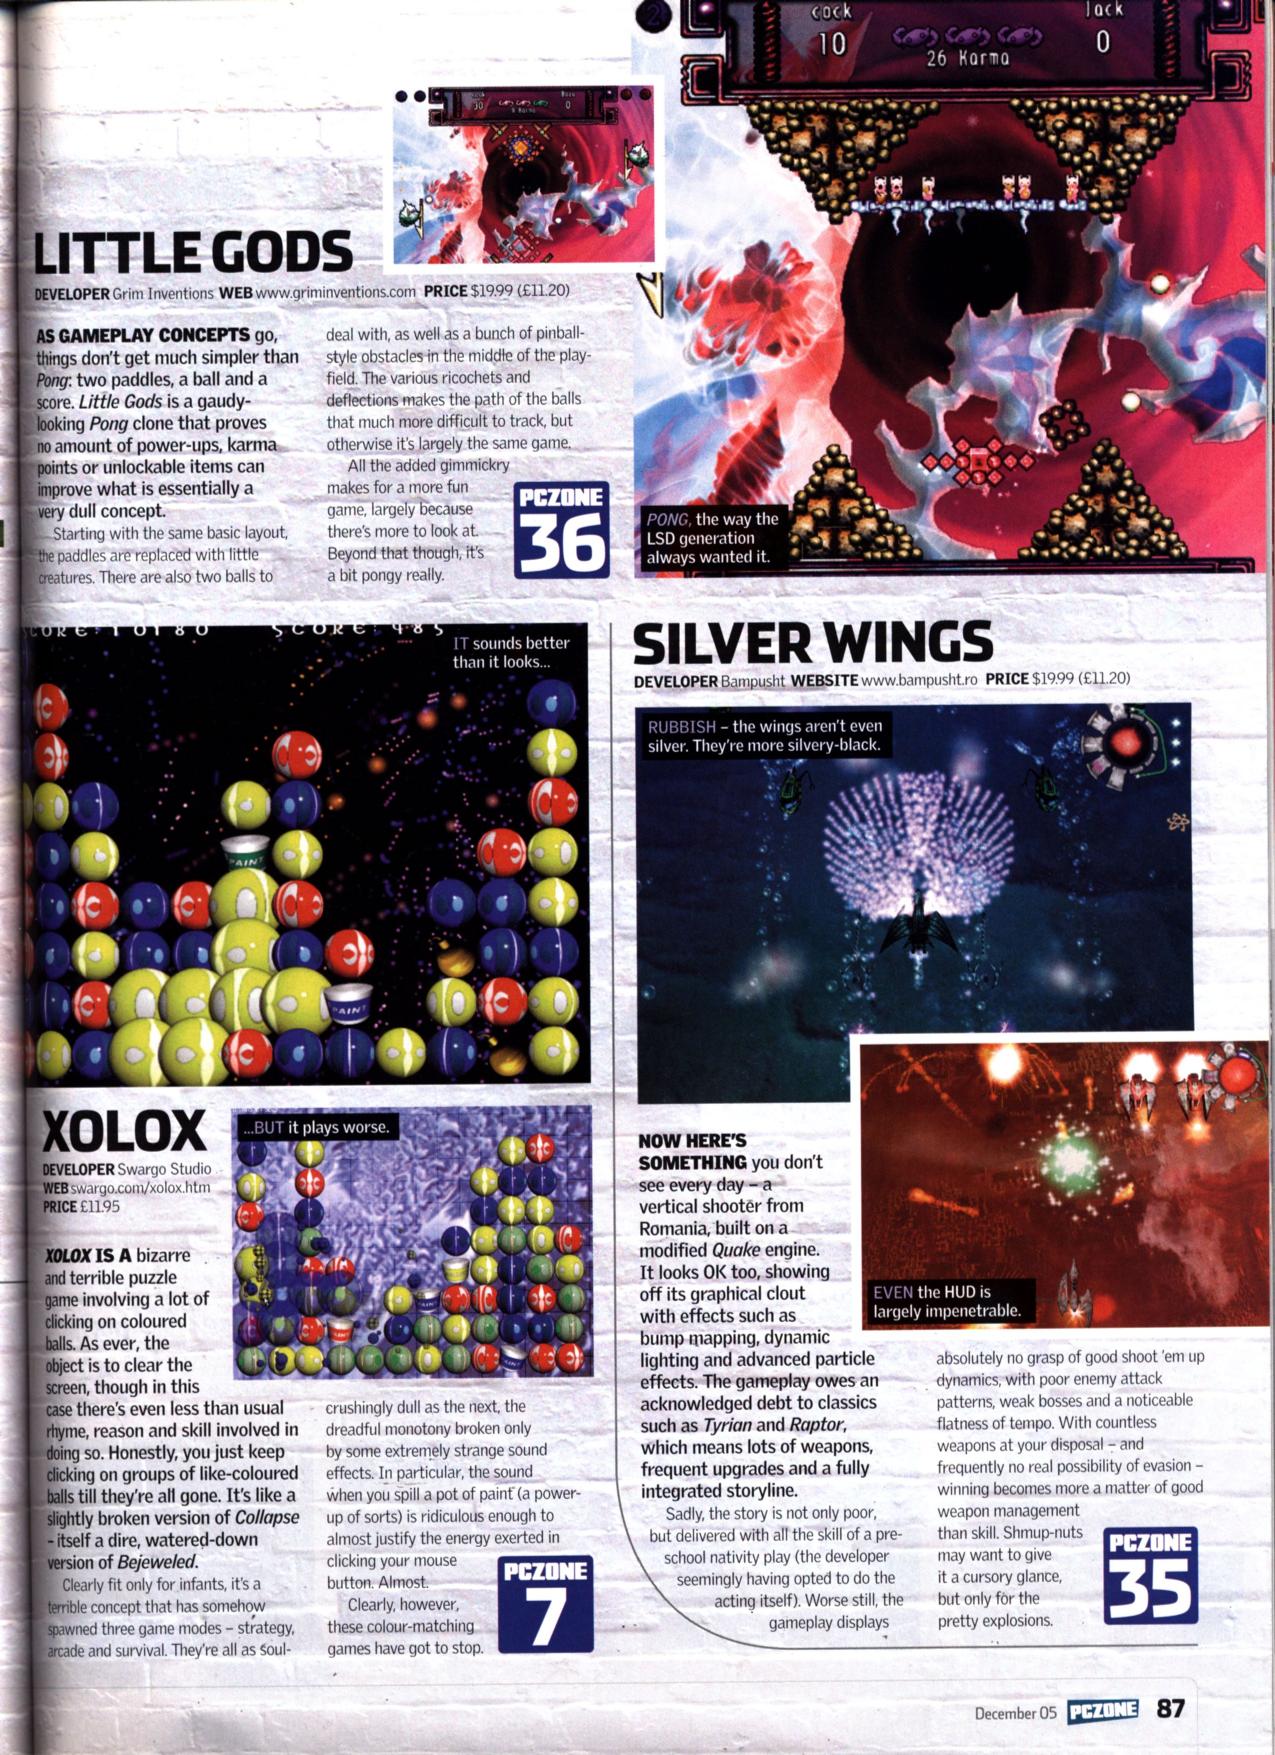 LITTLE GODS
DEVELOPER Grim Inventions WEB www.griminventions.com PRICE $19.99 (£11.20)
AS GAMEPLAY CONCEPTS go,
things don't get much simpler than
Pong: two paddles, a ball and a
score. Little Gods is a gaudy-
looking Pong clone that proves
no amount of power-ups, karma
points or unlockable items can
improve what is essentially a
very dull concept.
Starting with the same basic layout,
the paddles are replaced with little
creatures. There are also two balls to
deal with, as well as a bunch of pinball-
style obstacles in the middle of the play-
field. The various ricochets and
deflections makes the path of the balls
that much more difficult to track, but
otherwise it's largely the same game.
All the added gimmickry
makes for a more fun
game, largely because
there's more to look at.
Beyond that though, it's
a bit pongy really.
PCZONE
36
2
cock
10
26 Karma
Jack
0
PONG, the way the
LSD generation
always wanted it.
SCORE: 10180 SCORE: 485
IT sounds better
than it looks...
PAINT
PAINT
XOLOX
DEVELOPER Swargo Studio
WEB swargo.com/xolox.htm
PRICE £11.95
...BUT it plays worse.
XOLOX IS A bizarre
and terrible puzzle
game involving a lot of
clicking on coloured
balls. As ever, the
object is to clear the
screen, though in this
case there's even less than usual
rhyme, reason and skill involved in
doing so. Honestly, you just keep
clicking on groups of like-coloured
balls till they're all gone. It's like a
slightly broken version of Collapse
- itself a dire, watered-down
version of Bejeweled.
Clearly fit only for infants, it's a
terrible concept that has somehow
spawned three game modes – strategy,
arcade and survival. They're all as soul-
crushingly dull as the next, the
dreadful monotony broken only
by some extremely strange sound
effects. In particular, the sound
when you spill a pot of paint (a power-
up of sorts) is ridiculous enough to
almost justify the energy exerted in
clicking your mouse
button. Almost.
Clearly, however,
these colour-matching
games have got to stop.
PCZONE
7
SILVER WINGS
DEVELOPER Bampusht WEBSITE www.bampusht.ro PRICE $19.99 (£11.20)
RUBBISH – the wings aren't even
silver. They're more silvery-black.
EVEN the HUD is
largely impenetrable.
NOW HERE'S
SOMETHING you don't
see every day – a
vertical shooter from
Romania, built on a
modified Quake engine.
It looks OK too, showing
off its graphical clout
with effects such as
bump mapping, dynamic
lighting and advanced particle
effects. The gameplay owes an
acknowledged debt to classics
such as Tyrian and Raptor,
which means lots of weapons,
frequent upgrades and a fully
integrated storyline.
Sadly, the story is not only poor,
but delivered with all the skill of a pre-
school nativity play (the developer
seemingly having opted to do the
acting itself). Worse still, the
gameplay displays
absolutely no grasp of good shoot 'em up
dynamics, with poor enemy attack
patterns, weak bosses and a noticeable
flatness of tempo. With countless
weapons at your disposal – and
frequently no real possibility of evasion –
winning becomes more a matter of good
weapon management
than skill. Shmup-nuts
may want to give
it a cursory glance,
but only for the
pretty explosions.
PCZONE
35
December 05 PCZONE 87